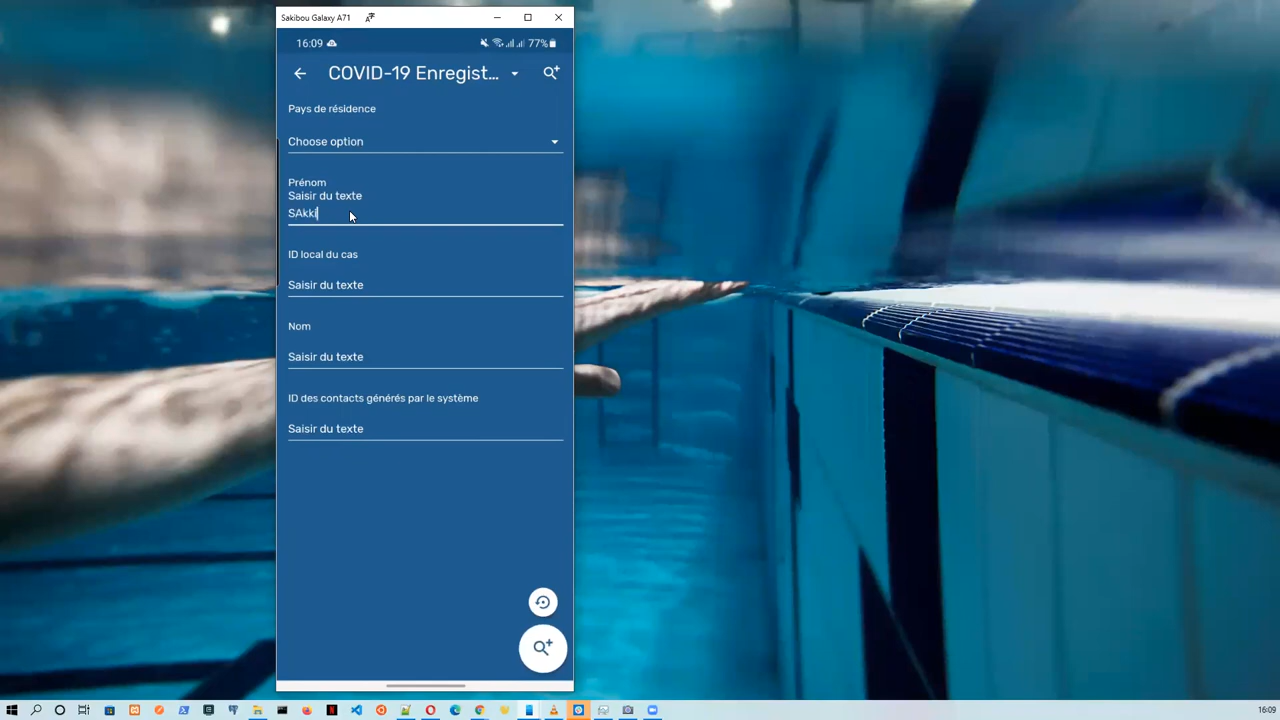 Sakibou Galaxy A71
16:09
77%
COVID-19 Enregist...
Pays de résidence
Choose option
Prénom
Saisir du texte
SAkki
ID local du cas
Saisir du texte
Nom
Saisir du texte
ID des contacts générés par le système
Saisir du texte
16:09